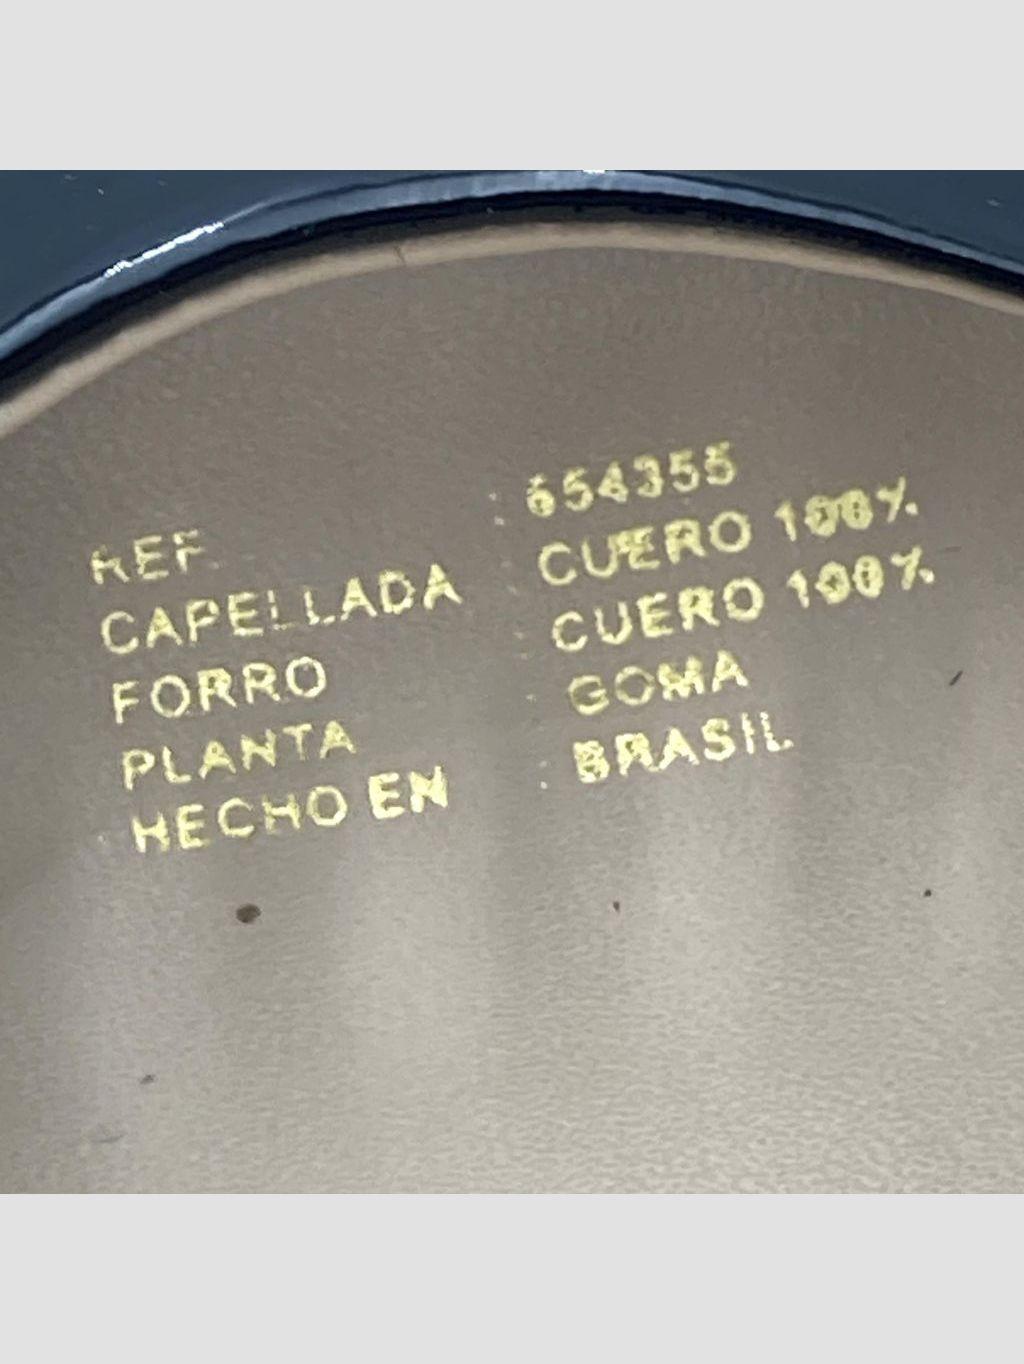 REF. : 654355
CAPELLADA : CUERO 100%
FORRO : CUERO 100%
PLANTA : GOMA
HECHO EN : BRASIL